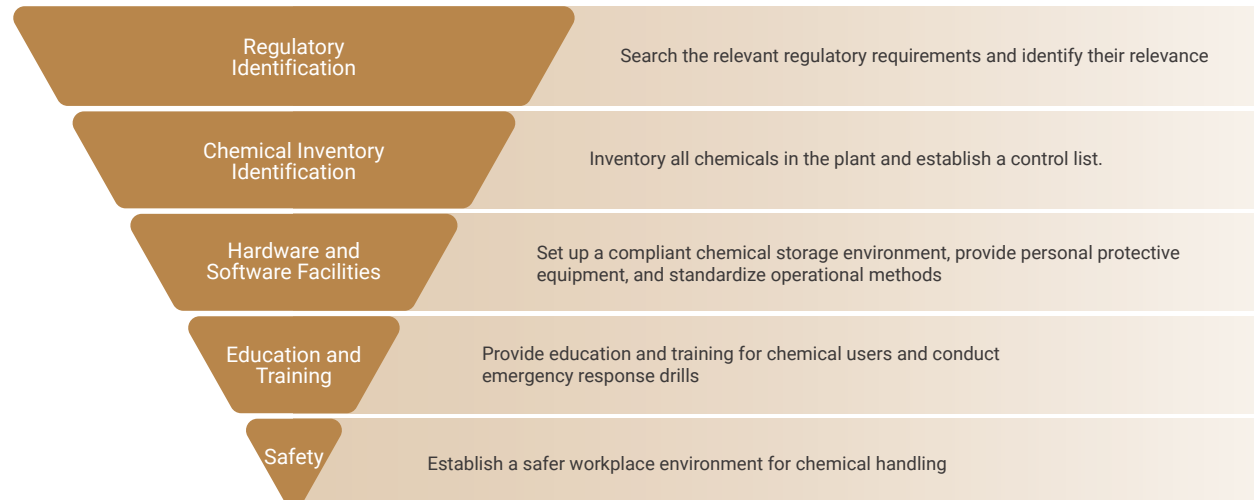 Regulatory
Identification
Search the relevant regulatory requirements and identify their relevance
Chemical Inventory
Identification
Inventory all chemicals in the plant and establish a control list.
Hardware and
Software Facilities
Set up a compliant chemical storage environment, provide personal protective
equipment, and standardize operational methods
Education and
Training
Provide education and training for chemical users and conduct
emergency response drills
Safety
Establish a safer workplace environment for chemical handling